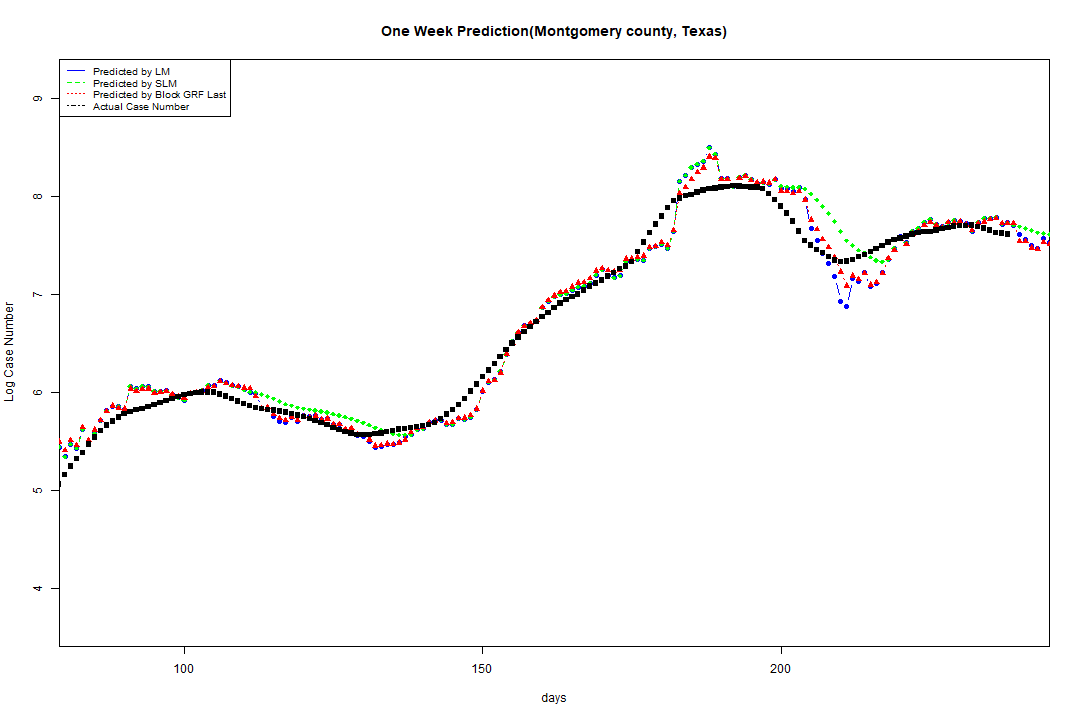 One Week Prediction(Montgomery county, Texas)
Predicted by LM
Predicted by SLM
Predicted by Block GRF Last
Actual Case Number
9
8
7
6
5
4
Log Case Number
100 150 200
days